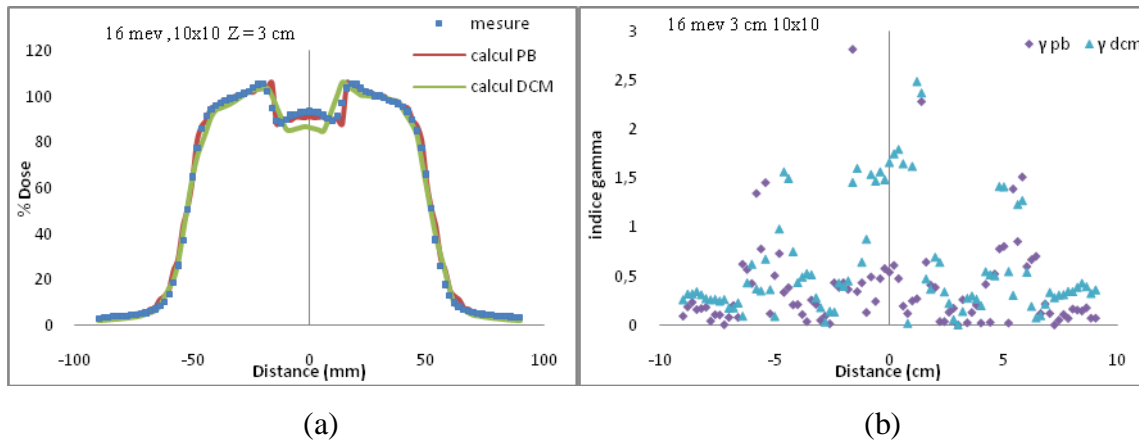 16 mev ,10x10 Z = 3 cm
mesure
calcul PB
calcul DCM
120
100
80
60
40
20
0
% Dose
-100
-50
0
50
100
Distance (mm)
16 mev 3 cm 10x10
γ pb
γ dcm
3
2,5
2
1,5
1
0,5
0
indice gamma
-10
-5
0
5
10
Distance (cm)
(a)
(b)